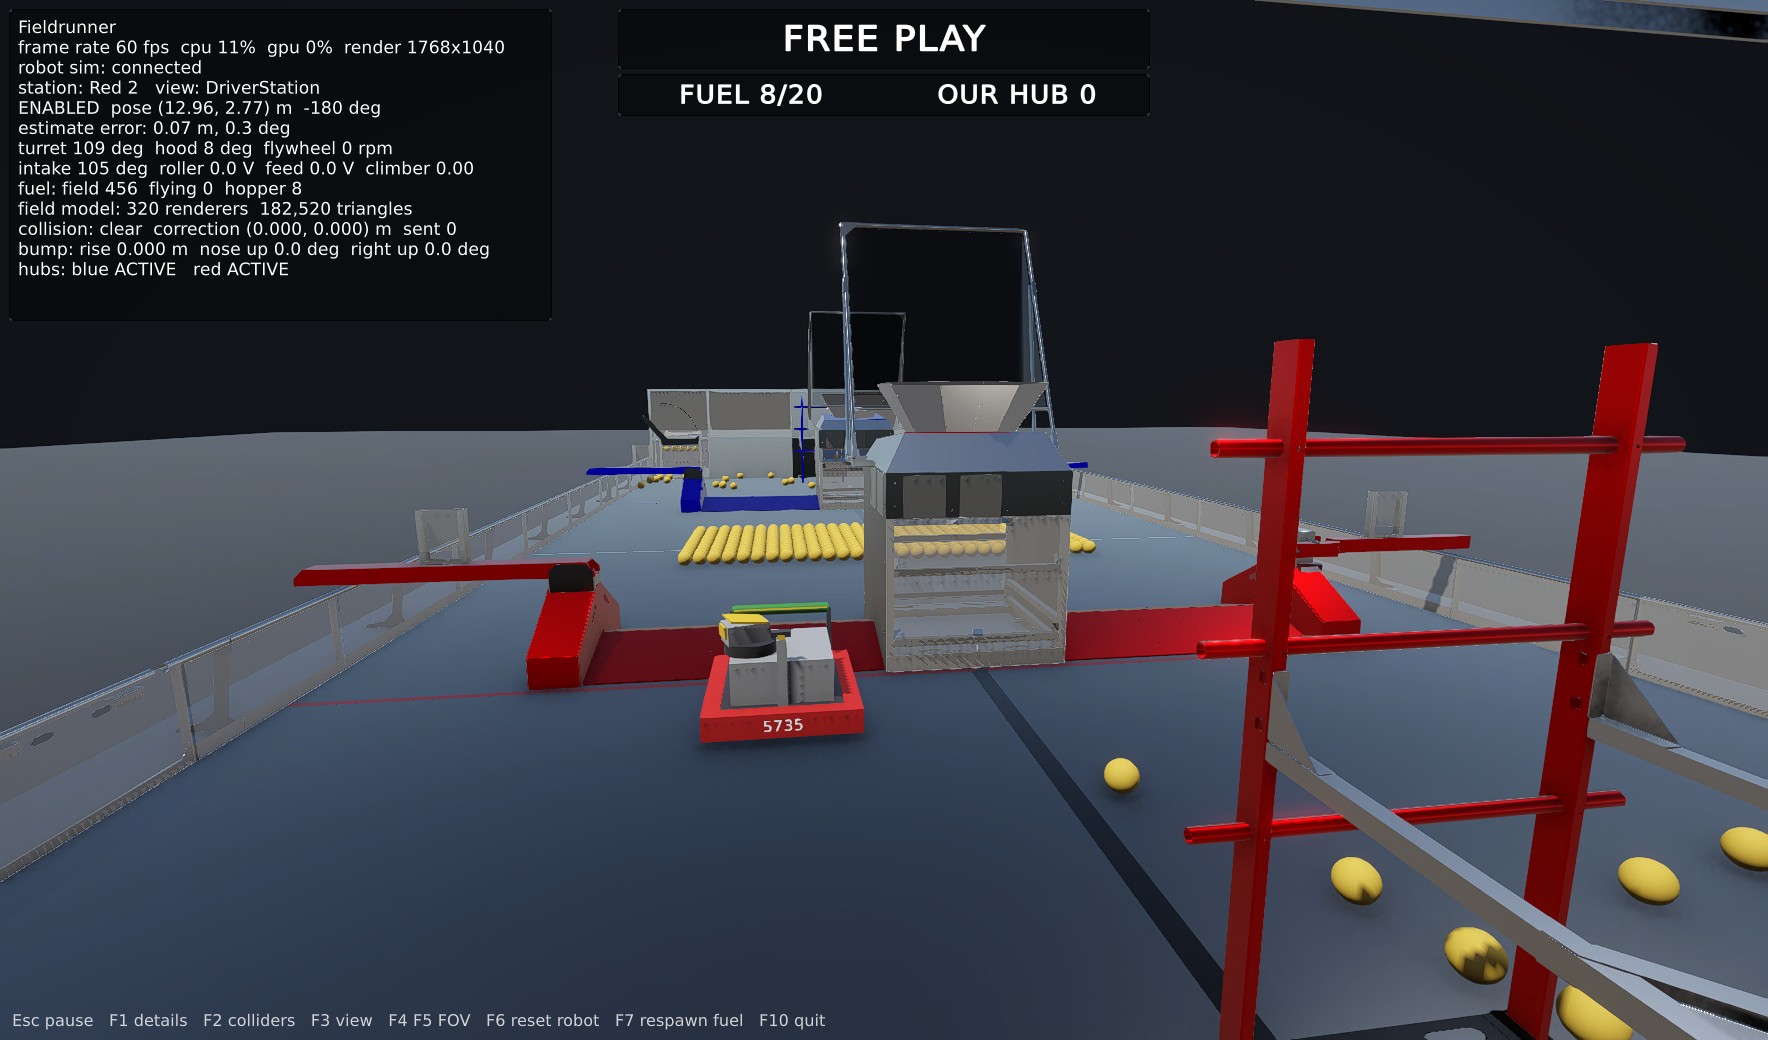 Fieldrunner
frame rate 60 fps  cpu 11%  gpu 0%  render 1768x1040
robot sim: connected
station: Red 2   view: DriverStation
ENABLED  pose (12.96, 2.77) m  -180 deg
estimate error: 0.07 m, 0.3 deg
turret 109 deg  hood 8 deg  flywheel 0 rpm
intake 105 deg  roller 0.0 V  feed 0.0 V  climber 0.00
fuel: field 456  flying 0  hopper 8
field model: 320 renderers  182,520 triangles
collision: clear  correction (0.000, 0.000) m  sent 0
bump: rise 0.000 m  nose up 0.0 deg  right up 0.0 deg
hubs: blue ACTIVE   red ACTIVE
FREE PLAY
FUEL 8/20   OUR HUB 0
5735
Esc pause   F1 details   F2 colliders   F3 view   F4 F5 FOV   F6 reset robot   F7 respawn fuel   F10 quit